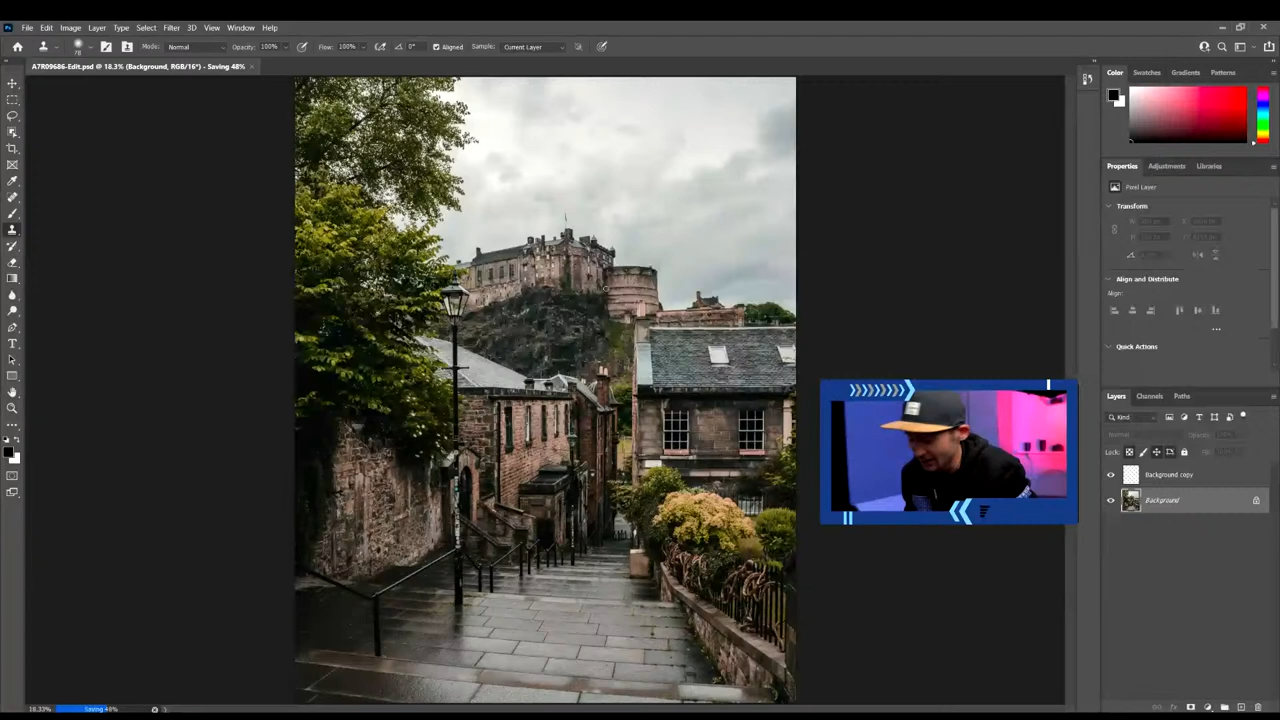 File Edit Image Layer Type Select Filter 3D View Window Help
Mode: Normal Opacity: 100% Flow: 100% 0° Aligned Sample: Current Layer
A7R09686-Edit.psd @ 18.3% (Background, RGB/16*) - Saving 48%
Color Swatches Gradients Patterns
Properties Adjustments Libraries
Pixel Layer
Transform
Align and Distribute
Align:
Quick Actions
Layers Channels Paths
Kind
Normal Opacity:
Lock:
Background copy
Background
18.33% Saving 48%